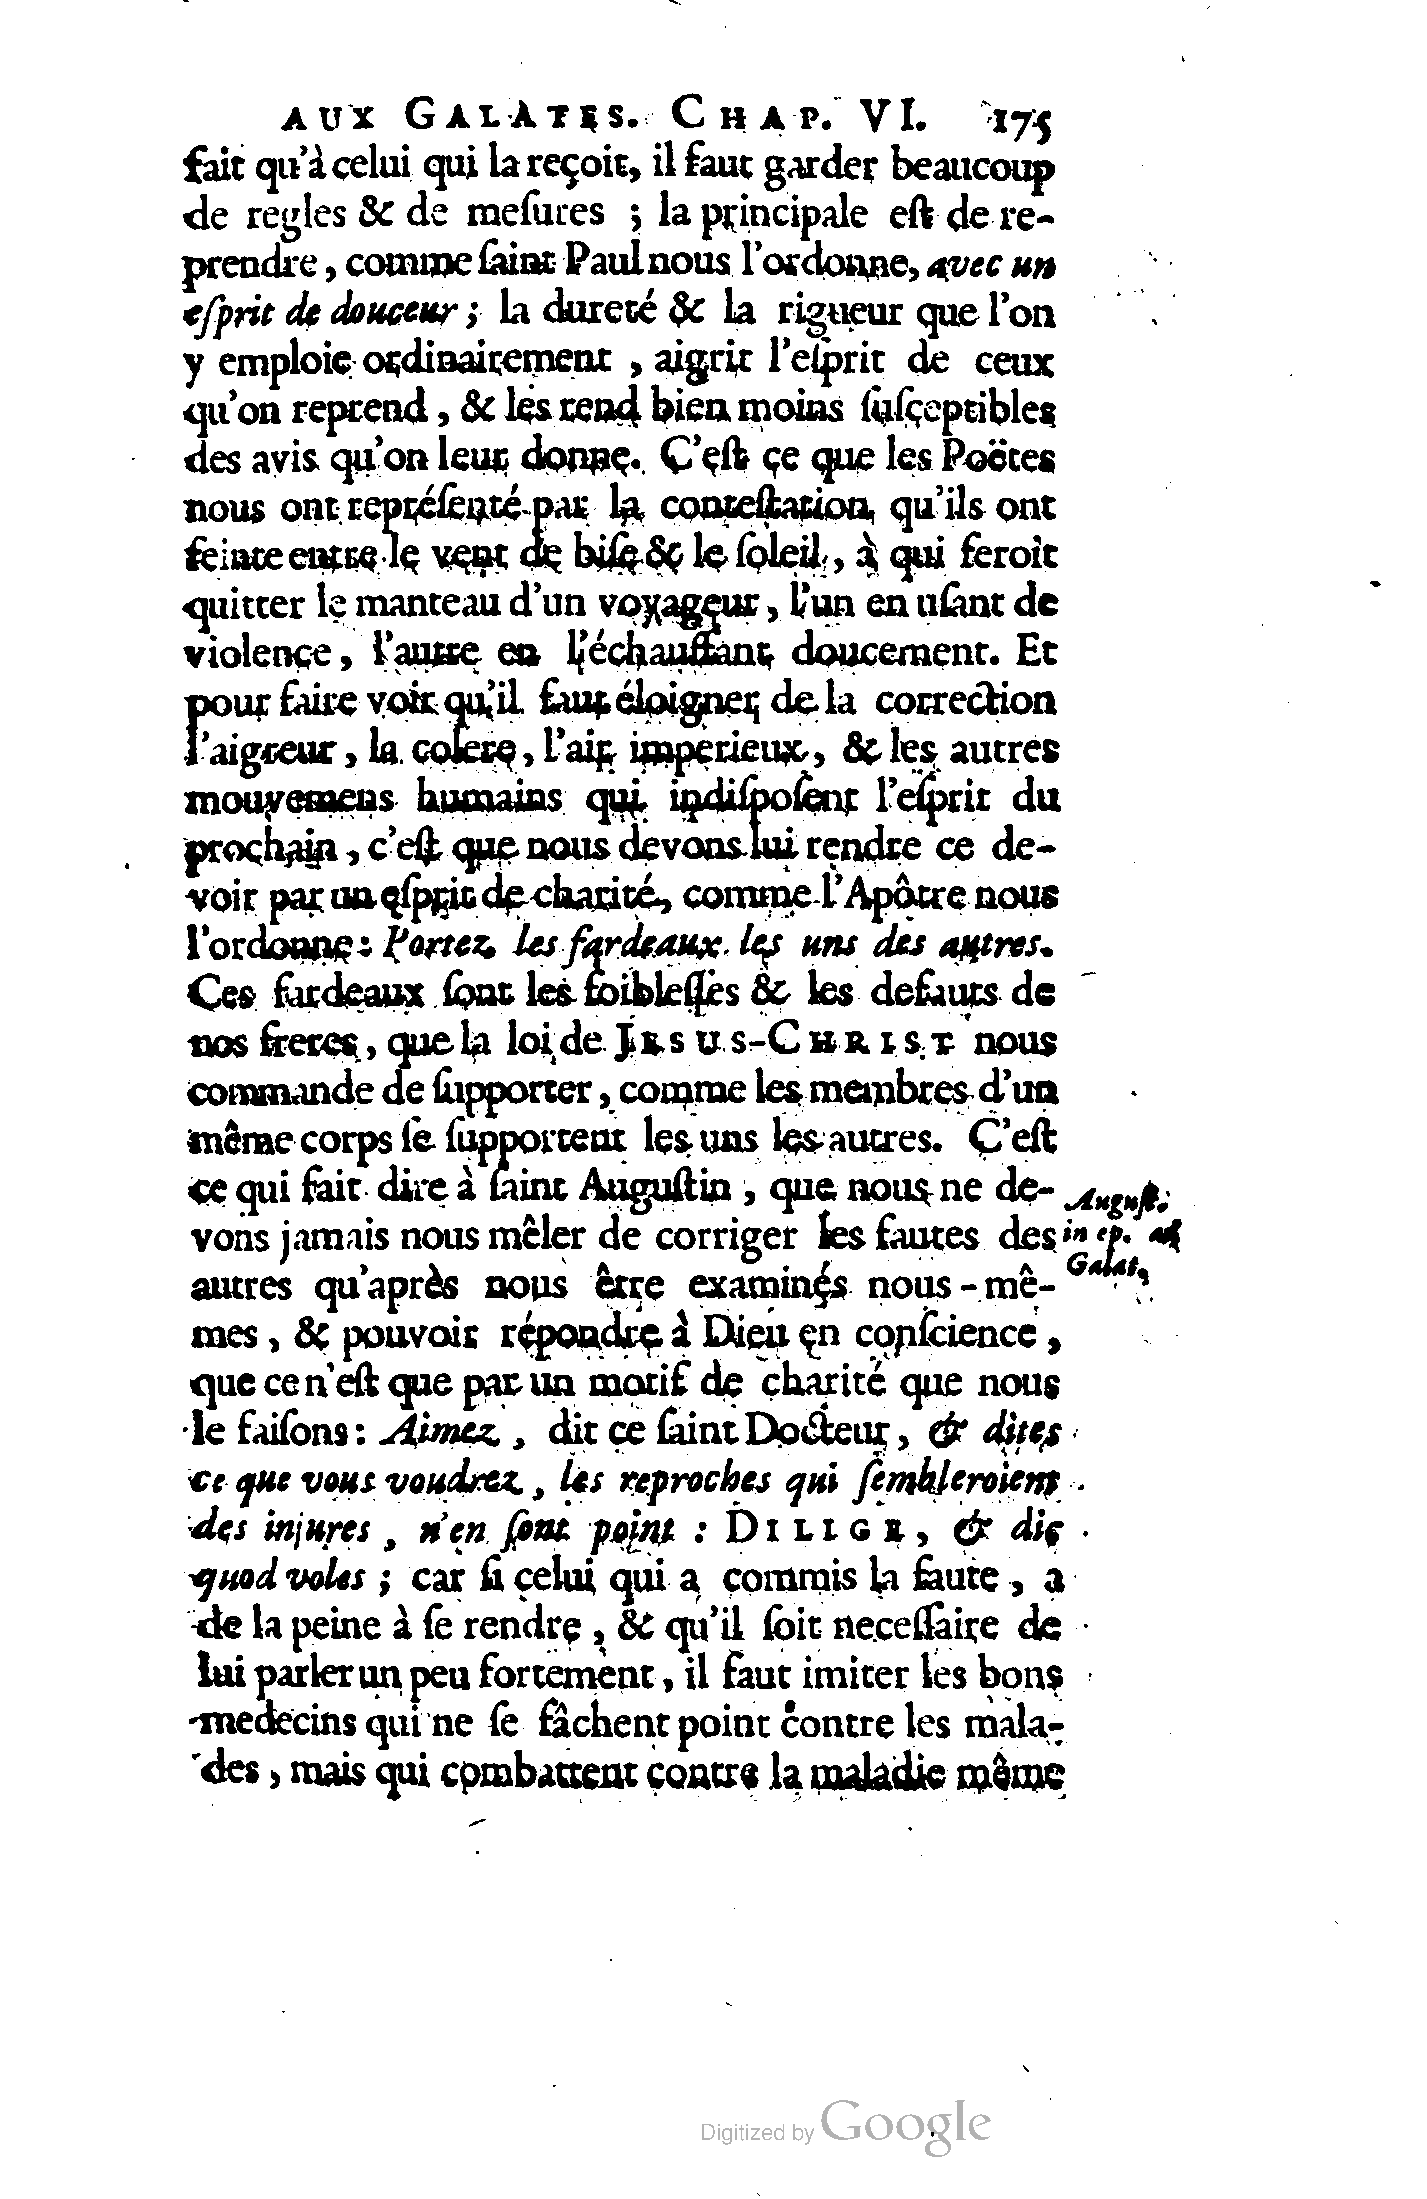 AUX GALATES. CHAP. VI. 175
fait qu'à celui qui la reçoit, il faut garder beaucoup
de regles & de meſures ; la principale eſt de re-
prendre, comme ſaint Paul nous l'ordonne, avec un
eſprit de douceur ; la dureté & la rigueur que l'on
y emploie ordinairement , aigrit l'eſprit de ceux
qu'on reprend, & les rend bien moins ſuſceptibles
des avis qu'on leur donne. C'eſt ce que les Poëtes
nous ont repréſenté par la conteſtation qu'ils ont
feinte entre le vent de biſe & le ſoleil, à qui feroit
quitter le manteau d'un voyageur, l'un en uſant de
violence, l'autre en l'échauffant doucement. Et
pour faire voir qu'il faut éloigner de la correction
l'aigreur, la colere, l'air imperieux, & les autres
mouvemens humains qui indiſpoſent l'eſprit du
prochain, c'eſt que nous devons lui rendre ce de-
voir par un eſprit de charité, comme l'Apôtre nous
l'ordonne : Portez les fardeaux les uns des autres.
Ces fardeaux ſont les foibleſſes & les defauts de
nos freres, que la loi de JESUS-CHRIST nous
commande de ſupporter, comme les membres d'un
même corps ſe ſupportent les uns les autres. C'eſt
ce qui fait dire à ſaint Auguſtin, que nous ne de-
vons jamais nous mêler de corriger les fautes des
autres qu'après nous être examinés nous-mê-
mes, & pouvoir répondre à Dieu en conſcience,
que ce n'eſt que par un motif de charité que nous
le faiſons : Aimez, dit ce ſaint Docteur, & dites
ce que vous voudrez, les reproches qui ſembleroient
des injures, n'en ſont point : DILIGE, & dic
quod voles ; car ſi celui qui a commis la faute, a
de la peine à ſe rendre, & qu'il ſoit neceſſaire de
lui parler un peu fortement, il faut imiter les bons
medecins qui ne ſe fâchent point contre les mala-
des, mais qui combattent contre la maladie même
Auguſt.
in ep. ad
Galat.
Digitized by Google